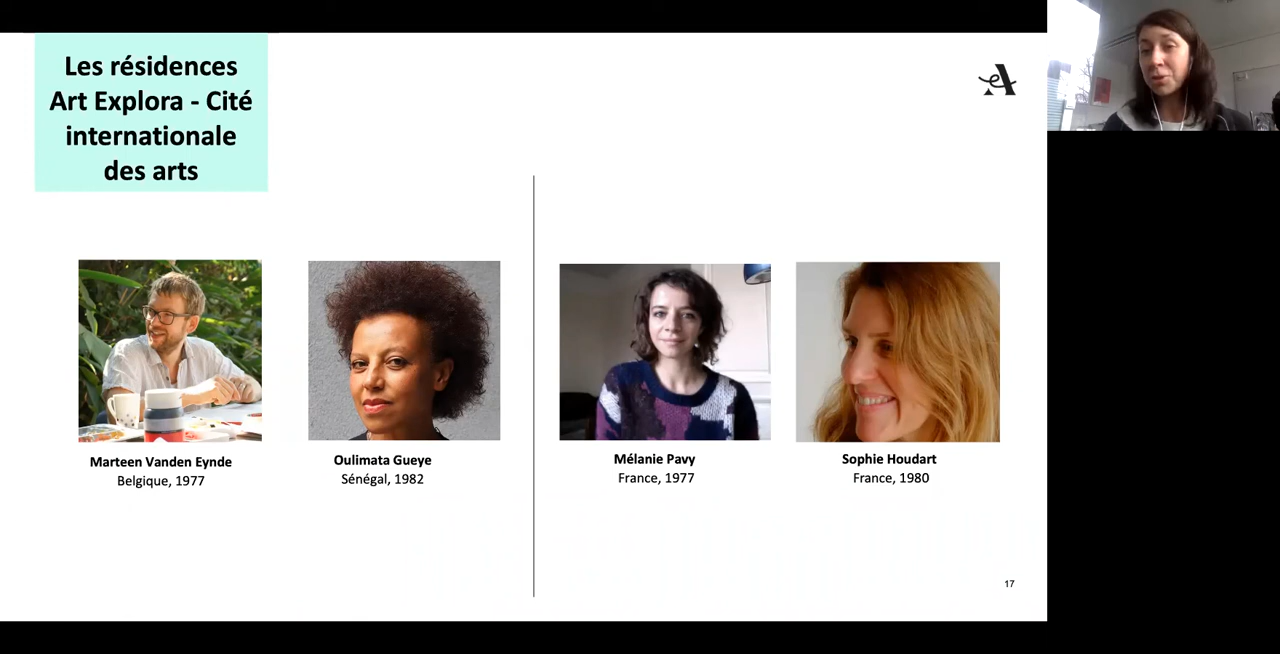 Les résidences
Art Explora - Cité
internationale
des arts
Marteen Vanden Eynde
Belgique, 1977
Oulimata Gueye
Sénégal, 1982
Mélanie Pavy
France, 1977
Sophie Houdart
France, 1980
17